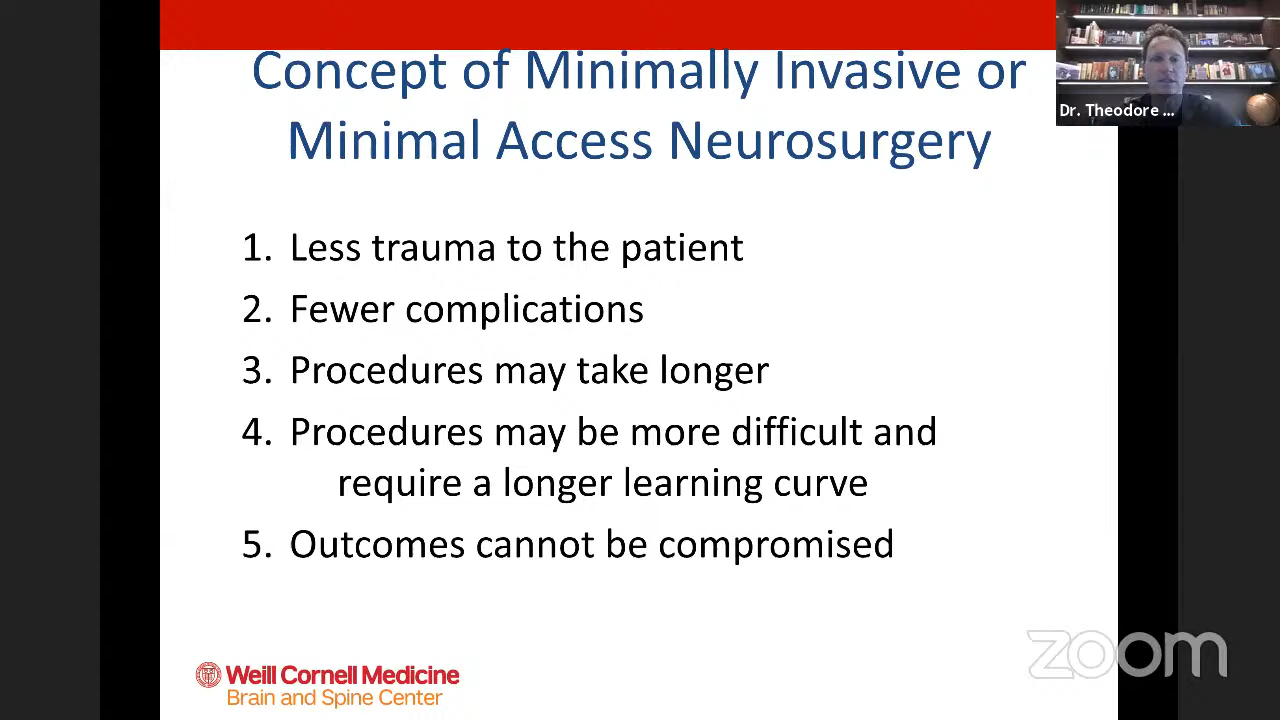 Concept of Minimally Invasive or
Minimal Access Neurosurgery
Dr. Theodore ...
1. Less trauma to the patient
2. Fewer complications
3. Procedures may take longer
4. Procedures may be more difficult and
require a longer learning curve
5. Outcomes cannot be compromised
Weill Cornell Medicine
Brain and Spine Center
zoom